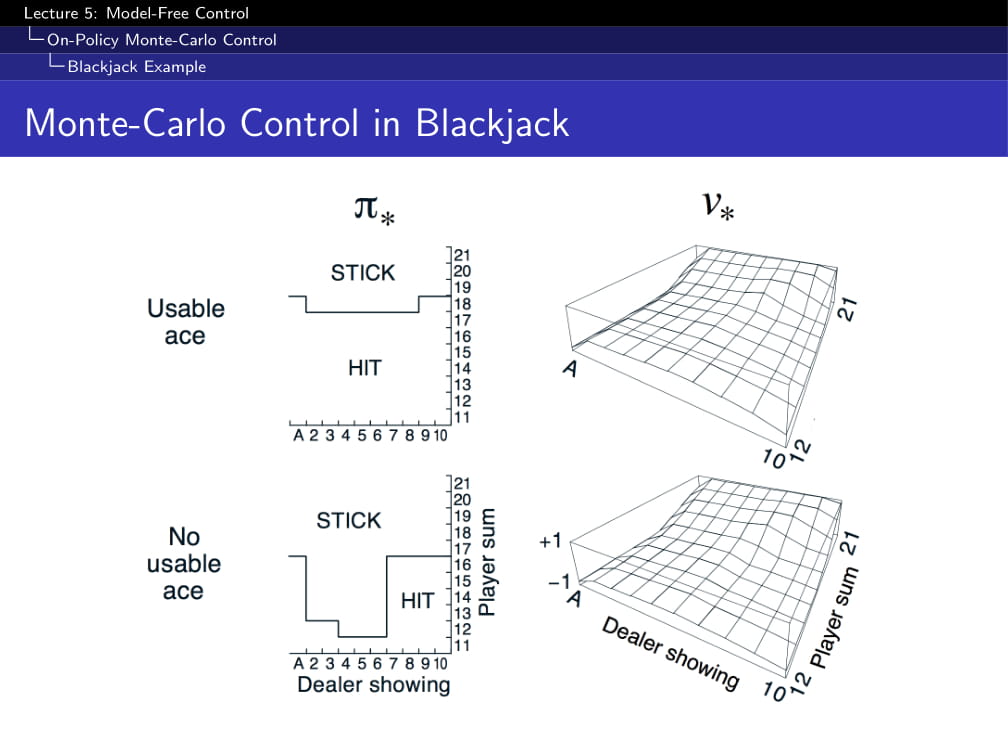 Lecture 5: Model-Free Control
On-Policy Monte-Carlo Control
Blackjack Example
Monte-Carlo Control in Blackjack
π*
v*
Usable
ace
STICK
HIT
21
20
19
18
17
16
15
14
13
12
11
A 2 3 4 5 6 7 8 9 10
A
21
10
12
No
usable
ace
STICK
HIT
21
20
19
18
17
16
15
14
13
12
11
Player sum
A 2 3 4 5 6 7 8 9 10
Dealer showing
+1
−1
A
Dealer showing
10
12
Player sum
21